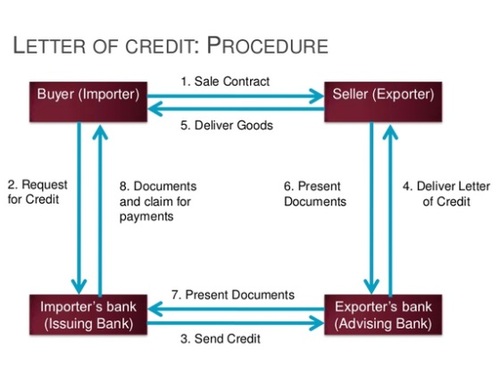 LETTER OF CREDIT: PROCEDURE
1. Sale Contract
Buyer (Importer)
Seller (Exporter)
5. Deliver Goods
2. Request
for Credit
8. Documents
and claim for
payments
6. Present
Documents
4. Deliver Letter
of Credit
7. Present Documents
Importer's bank
(Issuing Bank)
Exporter's bank
(Advising Bank)
3. Send Credit